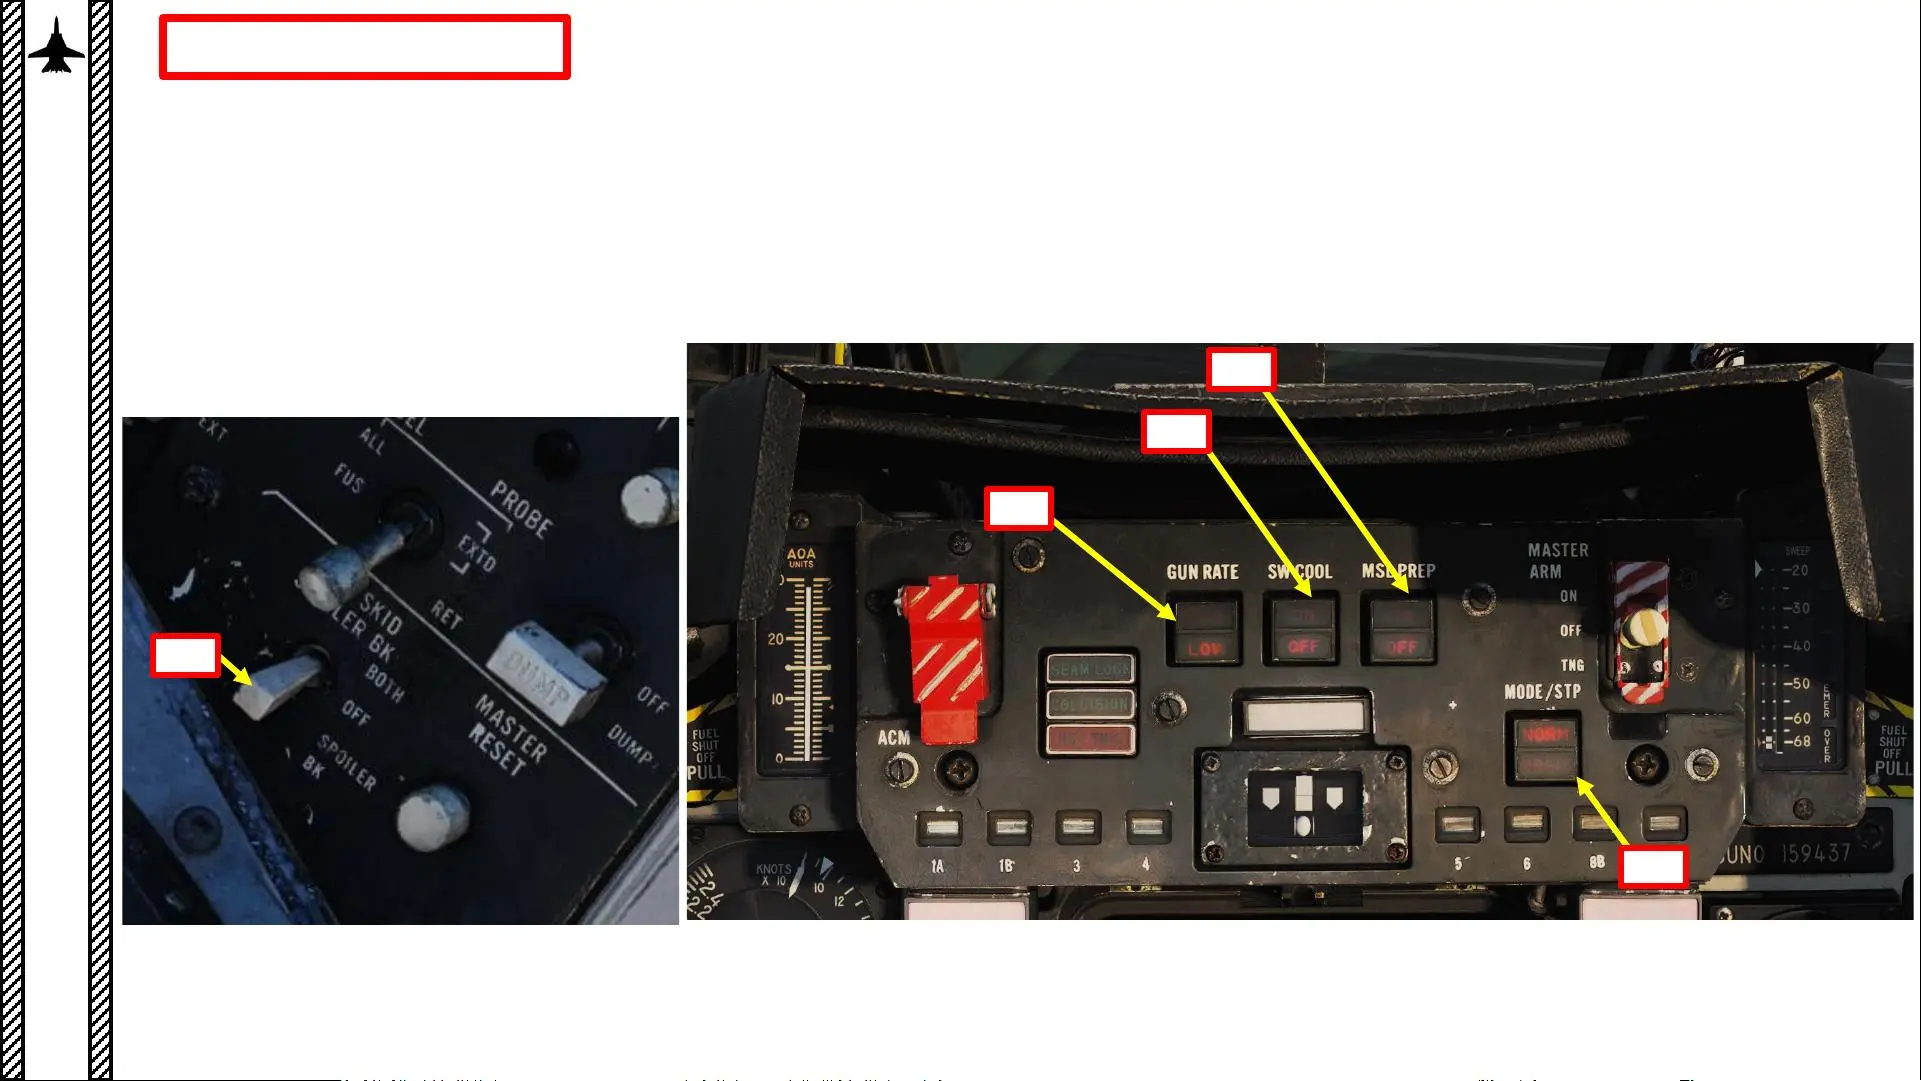 EXT
ALL
FUS
PROBE
EXTD
RET
SKID
LER BK
BOTH
OFF
SPOILER
BK
DUMP
MASTER
RESET
OFF
DUMP
AOA
UNITS
20
10
0
GUN RATE
SW COOL
MSL PREP
LOW
OFF
OFF
SEAM LOCK
COLLISION
MASTER
ARM
ON
OFF
TNG
MODE/STP
NORM
ACM
SWEEP
20
30
40
50
60
68
EMER
OVER
FUEL
SHUT
OFF
PULL
FUEL
SHUT
OFF
PULL
1A
1B
3
4
5
6
8B
KNOTS
X 10
10
12
BUNO 159437